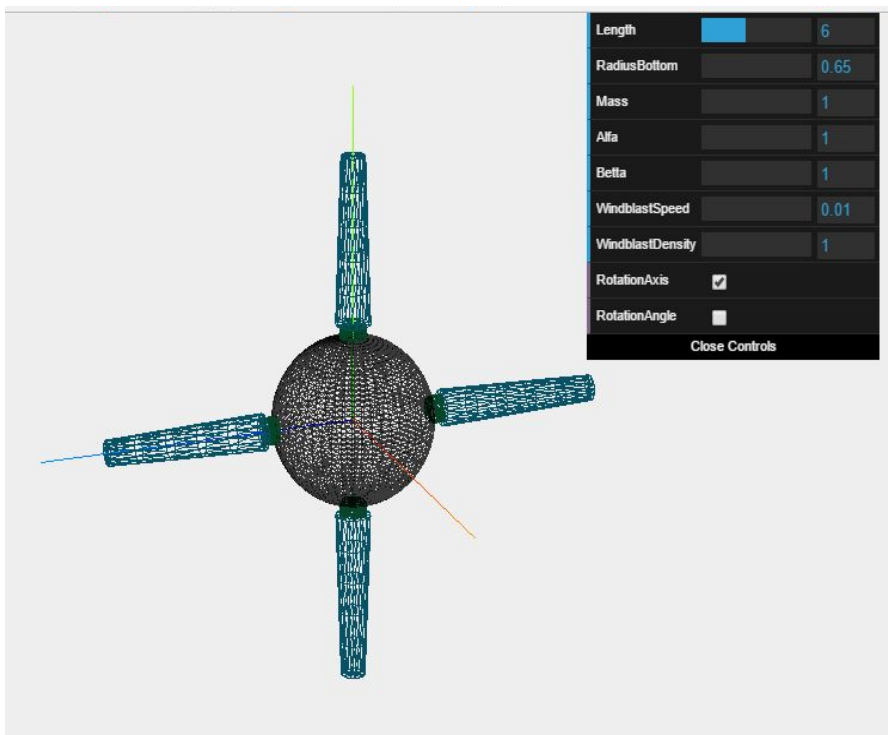 Length 6
RadiusBottom 0.65
Mass 1
Alfa 1
Betta 1
WindblastSpeed 0.01
WindblastDensity 1
RotationAxis
RotationAngle
Close Controls